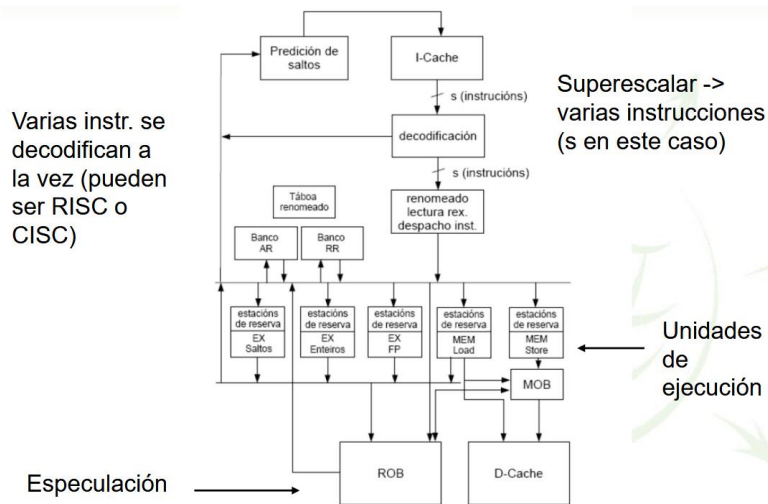 Predición de
saltos
I-Cache
s (instrucións)
Superescalar ->
varias instrucciones
(s en este caso)
Varias instr. se
decodifican a
la vez (pueden
ser RISC o
CISC)
decodificación
s (instrucións)
Táboa
renomeado
renomeado
lectura rex.
despacho inst.
Banco
AR
Banco
RR
estacións
de reserva
EX
Saltos
estacións
de reserva
EX
Enteiros
estacións
de reserva
EX
FP
estacións
de reserva
MEM
Load
estacións
de reserva
MEM
Store
Unidades
de
ejecución
MOB
Especulación
ROB
D-Cache